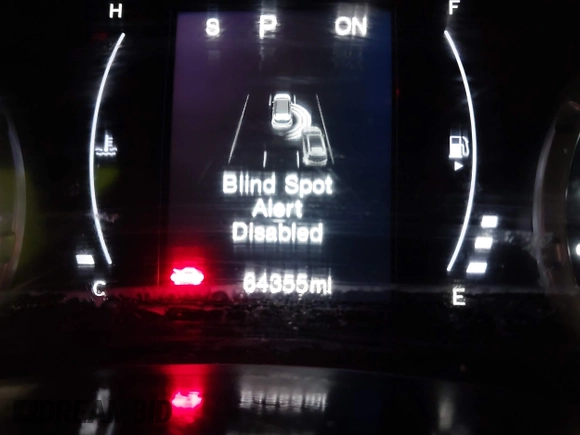 H
F
S P ON
Blind Spot
Alert
Disabled
64355mi
C
E